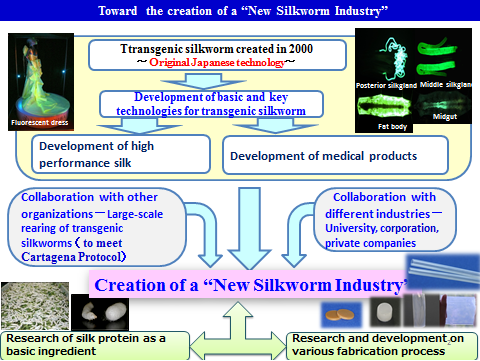 Toward the creation of a “New Silkworm Industry”
Ttransgenic silkworm created in 2000
～Original Japanese technology～
Development of basic and key
technologies for transgenic silkworm
Fluorescent dress
Posterior silkgland
Middle silkgland
Fat body
Midgut
Development of high
performance silk
Development of medical products
Collaboration with other
organizations－Large-scale
rearing of transgenic
silkworms（ to meet
Cartagena Protocol）
Collaboration with
different industries－
University, corporation,
private companies
Creation of a “New Silkworm Industry”
Research of silk protein as a
basic ingredient
Research and development on
various fabrication process